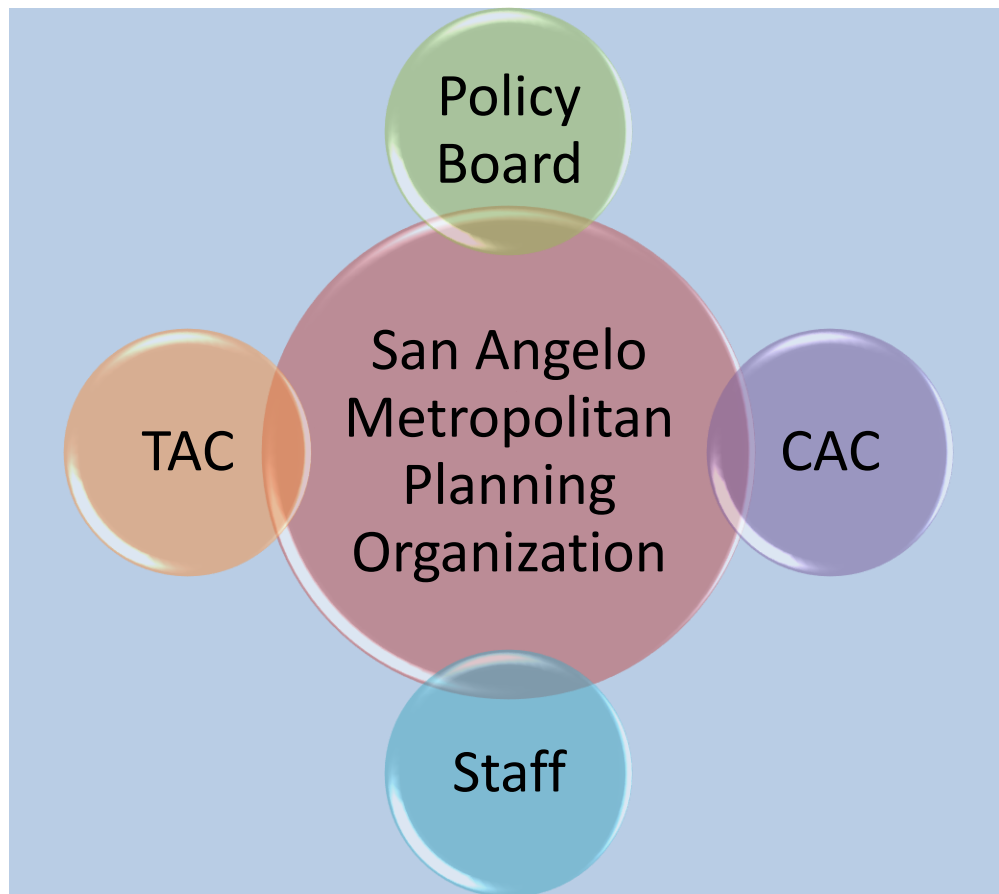 Policy
Board
San Angelo
Metropolitan
Planning
Organization
TAC
CAC
Staff